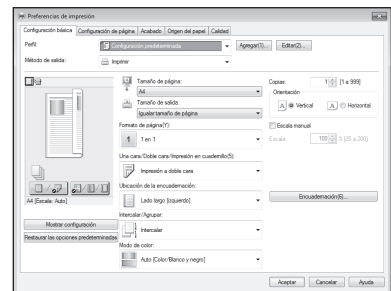 Preferencias de impresión
Configuración básica Configuración de página Acabado Origen del papel Calidad
Perfil: Configuración predeterminada Agregar(1)... Editar(2)...
Método de salida: Imprimir
Tamaño de página:
A4
Tamaño de salida:
Igualar tamaño de página
Formato de página(Y):
1 1 en 1
Una cara/Doble cara/Impresión en cuadernillo(5):
Impresión a doble cara
Ubicación de la encuadernación:
Lado largo [izquierdo]
Intercalar/Agrupar:
Intercalar
Modo de color:
Auto [Color/Blanco y negro]
Copias: 1 [1 a 999]
Orientación
A Vertical A Horizontal
Escala manual
Escala: 100 % [25 a 200]
Encuadernación(6)...
A4 [Escala: Auto]
Mostrar configuración
Restaurar las opciones predeterminadas
Aceptar Cancelar Ayuda